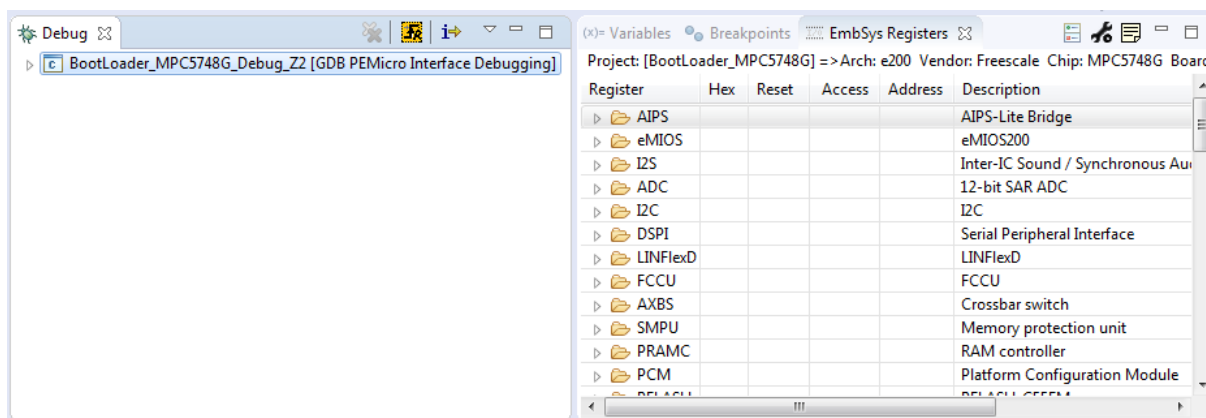 Debug
BootLoader_MPC5748G_Debug_Z2 [GDB PEMicro Interface Debugging]
(x)= Variables Breakpoints EmbSys Registers
Project: [BootLoader_MPC5748G] =>Arch: e200 Vendor: Freescale Chip: MPC5748G Board
Register Hex Reset Access Address Description
AIPS AIPS-Lite Bridge
eMIOS eMIOS200
I2S Inter-IC Sound / Synchronous Au
ADC 12-bit SAR ADC
I2C I2C
DSPI Serial Peripheral Interface
LINFlexD LINFlexD
FCCU FCCU
AXBS Crossbar switch
SMPU Memory protection unit
PRAMC RAM controller
PCM Platform Configuration Module